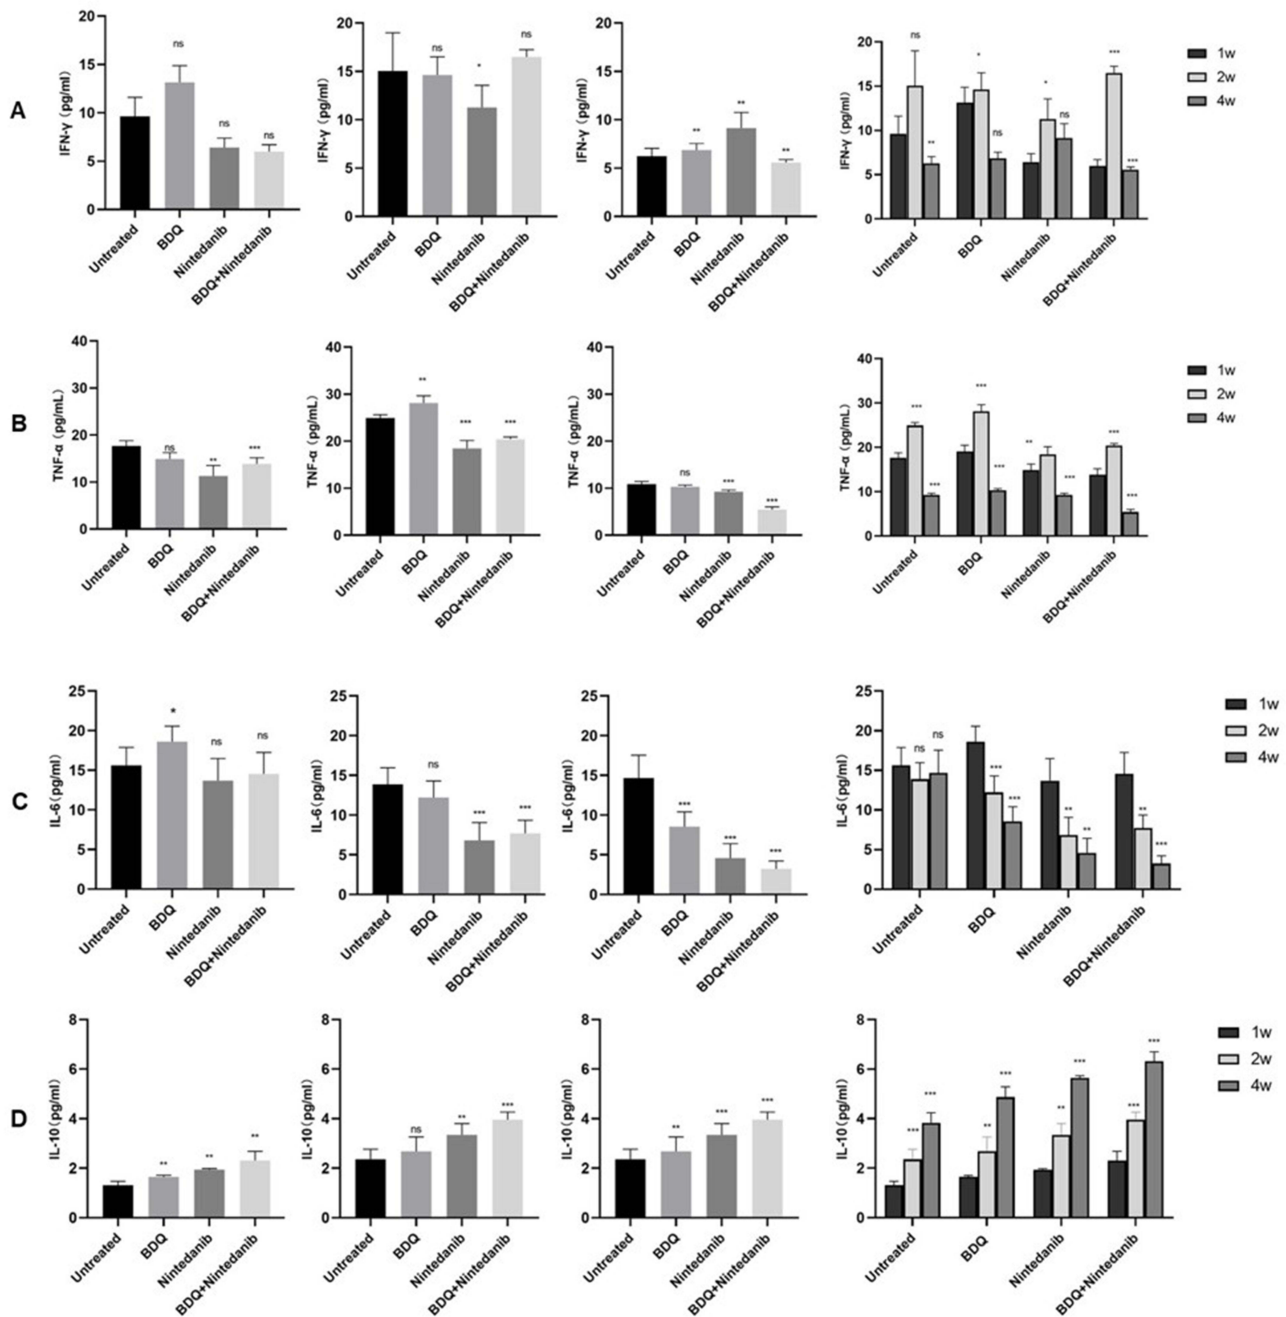 A
IFN-γ (pg/ml)
20
15
10
5
0
ns
ns
ns
Untreated
BDQ
Nintedanib
BDQ+Nintedanib
IFN-γ (pg/ml)
20
15
10
5
0
ns
*
ns
Untreated
BDQ
Nintedanib
BDQ+Nintedanib
IFN-γ (pg/ml)
20
15
10
5
0
**
**
**
Untreated
BDQ
Nintedanib
BDQ+Nintedanib
IFN-γ (pg/ml)
20
15
10
5
0
ns
**
*
ns
*
ns
***
***
Untreated
BDQ
Nintedanib
BDQ+Nintedanib
1w
2w
4w
B
TNF-α (pg/mL)
40
30
20
10
0
ns
**
***
Untreated
BDQ
Nintedanib
BDQ+Nintedanib
TNF-α (pg/mL)
40
30
20
10
0
**
***
***
Untreated
BDQ
Nintedanib
BDQ+Nintedanib
TNF-α (pg/mL)
40
30
20
10
0
ns
***
***
Untreated
BDQ
Nintedanib
BDQ+Nintedanib
TNF-α (pg/mL)
40
30
20
10
0
***
***
***
***
**
***
***
***
Untreated
BDQ
Nintedanib
BDQ+Nintedanib
1w
2w
4w
C
IL-6(pg/ml)
25
20
15
10
5
0
*
ns
ns
Untreated
BDQ
Nintedanib
BDQ+Nintedanib
IL-6(pg/ml)
25
20
15
10
5
0
ns
***
***
Untreated
BDQ
Nintedanib
BDQ+Nintedanib
IL-6(pg/ml)
25
20
15
10
5
0
***
***
***
Untreated
BDQ
Nintedanib
BDQ+Nintedanib
IL-6(pg/ml)
25
20
15
10
5
0
ns
ns
***
***
**
**
**
***
Untreated
BDQ
Nintedanib
BDQ+Nintedanib
1w
2w
4w
D
IL-10(pg/ml)
8
6
4
2
0
**
**
**
Untreated
BDQ
Nintedanib
BDQ+Nintedanib
IL-10(pg/ml)
8
6
4
2
0
ns
**
***
Untreated
BDQ
Nintedanib
BDQ+Nintedanib
IL-10(pg/ml)
8
6
4
2
0
**
***
***
Untreated
BDQ
Nintedanib
BDQ+Nintedanib
IL-10(pg/ml)
8
6
4
2
0
***
***
**
***
**
***
***
***
Untreated
BDQ
Nintedanib
BDQ+Nintedanib
1w
2w
4w